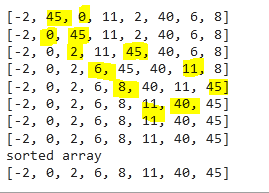 [-2, 45, 0, 11, 2, 40, 6, 8]
[-2, 0, 45, 11, 2, 40, 6, 8]
[-2, 0, 2, 11, 45, 40, 6, 8]
[-2, 0, 2, 6, 45, 40, 11, 8]
[-2, 0, 2, 6, 8, 40, 11, 45]
[-2, 0, 2, 6, 8, 11, 40, 45]
[-2, 0, 2, 6, 8, 11, 40, 45]
[-2, 0, 2, 6, 8, 11, 40, 45]
sorted array
[-2, 0, 2, 6, 8, 11, 40, 45]